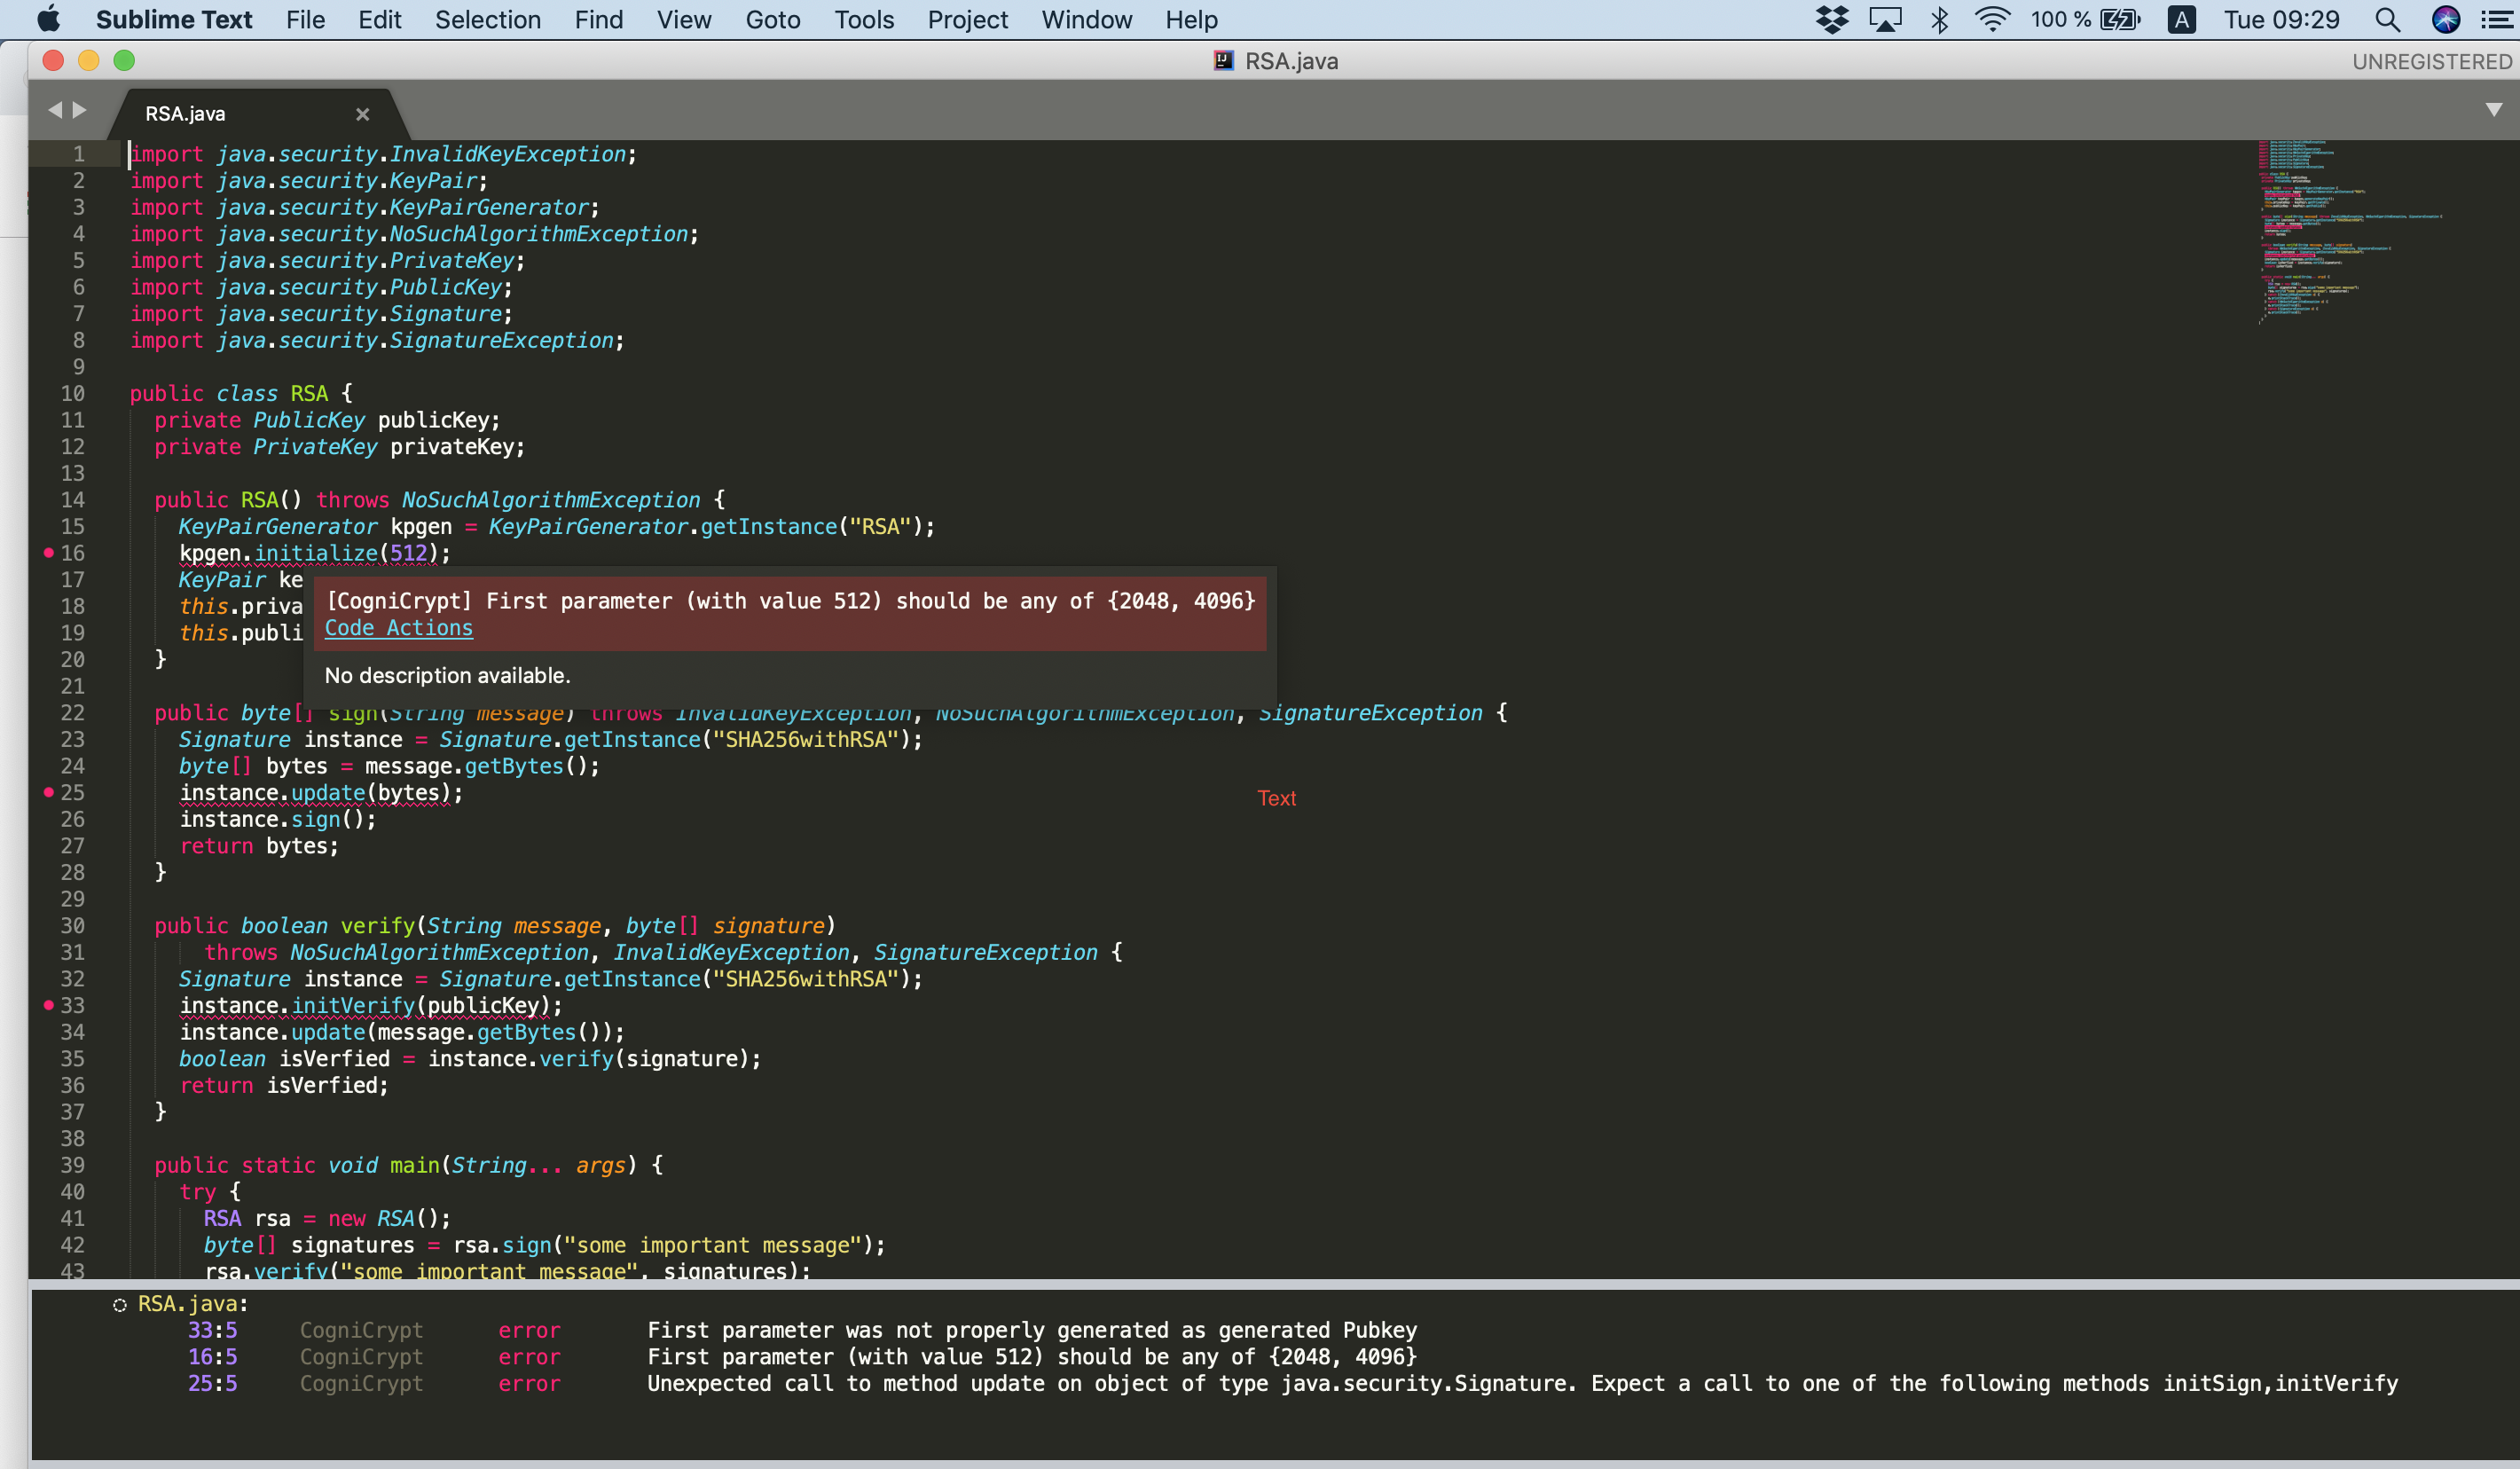 Sublime Text File Edit Selection Find View Goto Tools Project Window Help 100 % A Tue 09:29
RSA.java UNREGISTERED
RSA.java ×
1 import java.security.InvalidKeyException;
2 import java.security.KeyPair;
3 import java.security.KeyPairGenerator;
4 import java.security.NoSuchAlgorithmException;
5 import java.security.PrivateKey;
6 import java.security.PublicKey;
7 import java.security.Signature;
8 import java.security.SignatureException;
9
10 public class RSA {
11 private PublicKey publicKey;
12 private PrivateKey privateKey;
13
14 public RSA() throws NoSuchAlgorithmException {
15 KeyPairGenerator kpgen = KeyPairGenerator.getInstance("RSA");
16 kpgen.initialize(512);
17 KeyPair ke
[CogniCrypt] First parameter (with value 512) should be any of {2048, 4096}
18 this.priva
Code Actions
19 this.publi
20 }
No description available.
21
22 public byte[] sign(String message) throws InvalidKeyException, NoSuchAlgorithmException, SignatureException {
23 Signature instance = Signature.getInstance("SHA256withRSA");
24 byte[] bytes = message.getBytes();
25 instance.update(bytes);
Text
26 instance.sign();
27 return bytes;
28 }
29
30 public boolean verify(String message, byte[] signature)
31 throws NoSuchAlgorithmException, InvalidKeyException, SignatureException {
32 Signature instance = Signature.getInstance("SHA256withRSA");
33 instance.initVerify(publicKey);
34 instance.update(message.getBytes());
35 boolean isVerfied = instance.verify(signature);
36 return isVerfied;
37 }
38
39 public static void main(String... args) {
40 try {
41 RSA rsa = new RSA();
42 byte[] signatures = rsa.sign("some important message");
43 rsa.verify("some important message", signatures);
RSA.java:
33:5 CogniCrypt error First parameter was not properly generated as generated Pubkey
16:5 CogniCrypt error First parameter (with value 512) should be any of {2048, 4096}
25:5 CogniCrypt error Unexpected call to method update on object of type java.security.Signature. Expect a call to one of the following methods initSign,initVerify